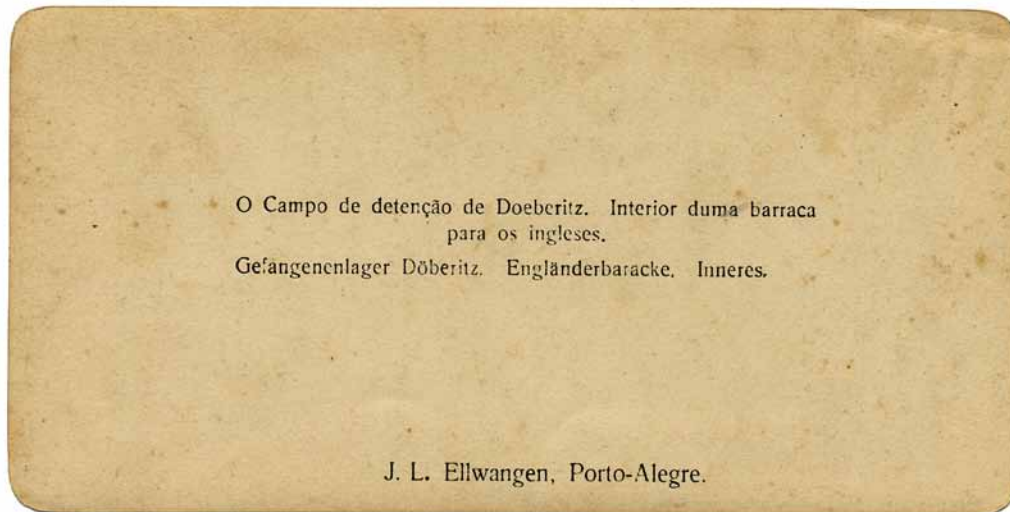 O Campo de detenção de Doeberitz. Interior duma barraca
para os ingleses.
Gefangenenlager Döberitz. Engländerbaracke. Inneres.
J. L. Ellwangen, Porto-Alegre.